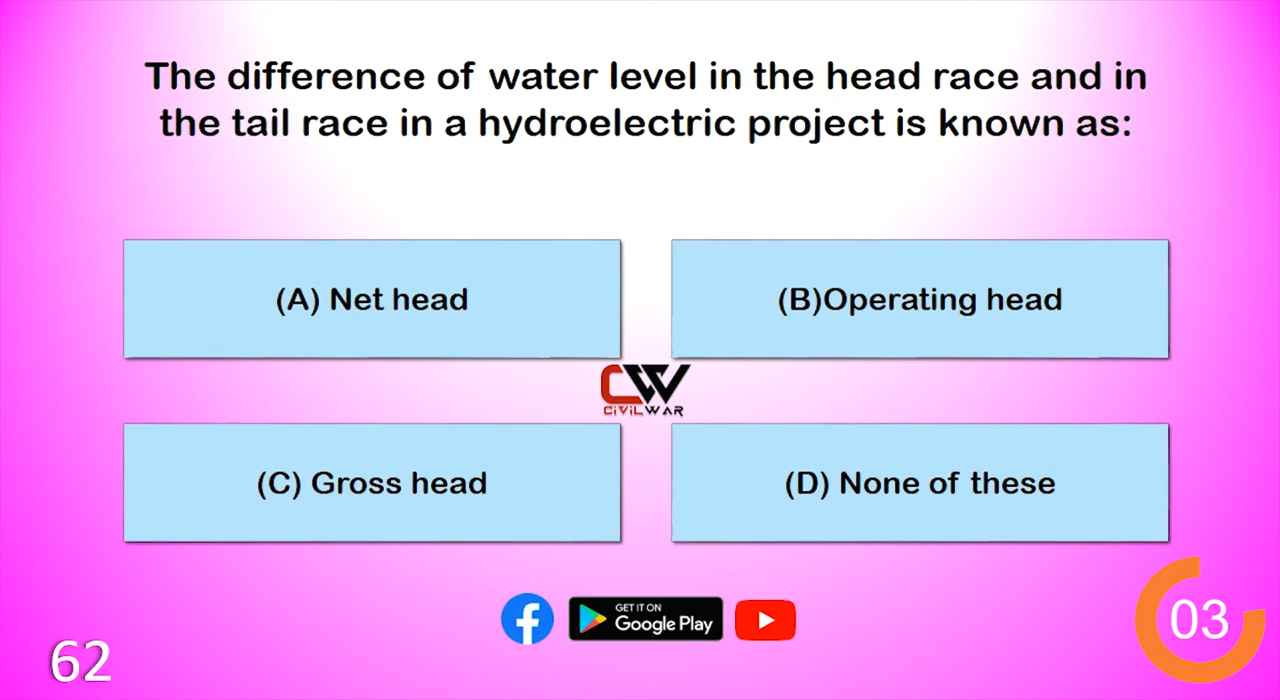 The difference of water level in the head race and in
the tail race in a hydroelectric project is known as:
(A) Net head
(B)Operating head
CW
CiViLWAR
(C) Gross head
(D) None of these
GET IT ON
Google Play
03
62